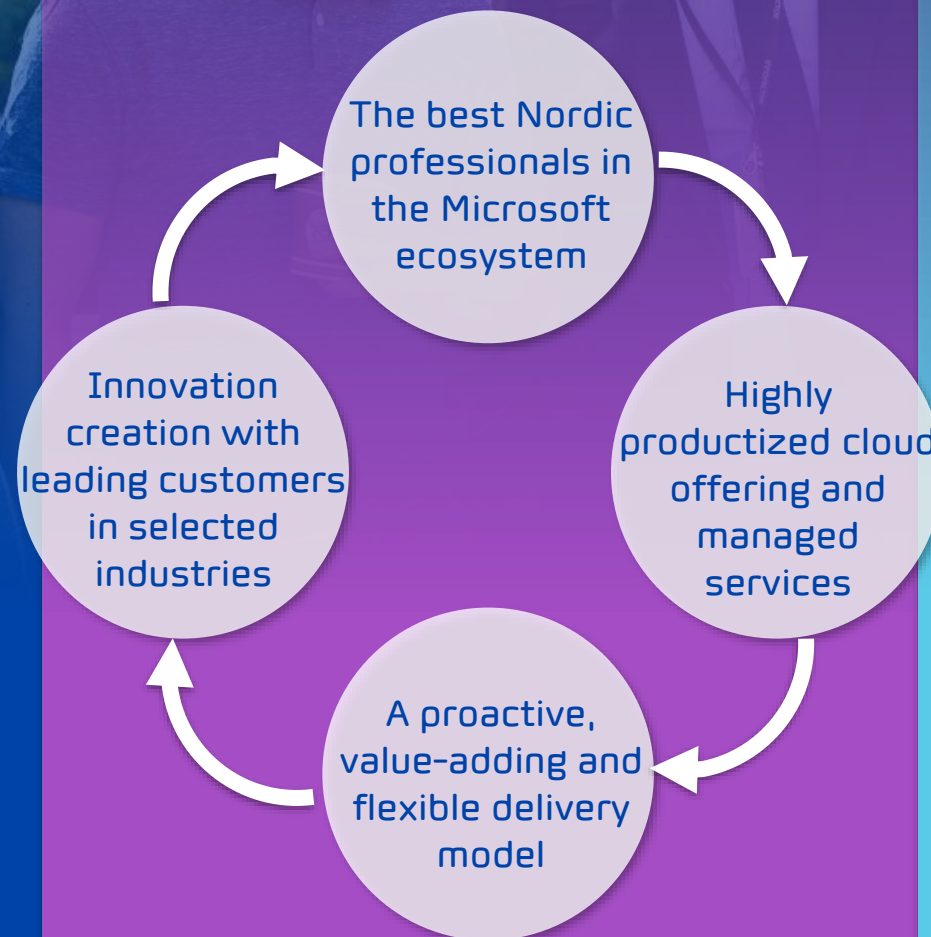 The best Nordic
professionals in
the Microsoft
ecosystem
Highly
productized cloud
offering and
managed
services
A proactive,
value-adding and
flexible delivery
model
Innovation
creation with
leading customers
in selected
industries